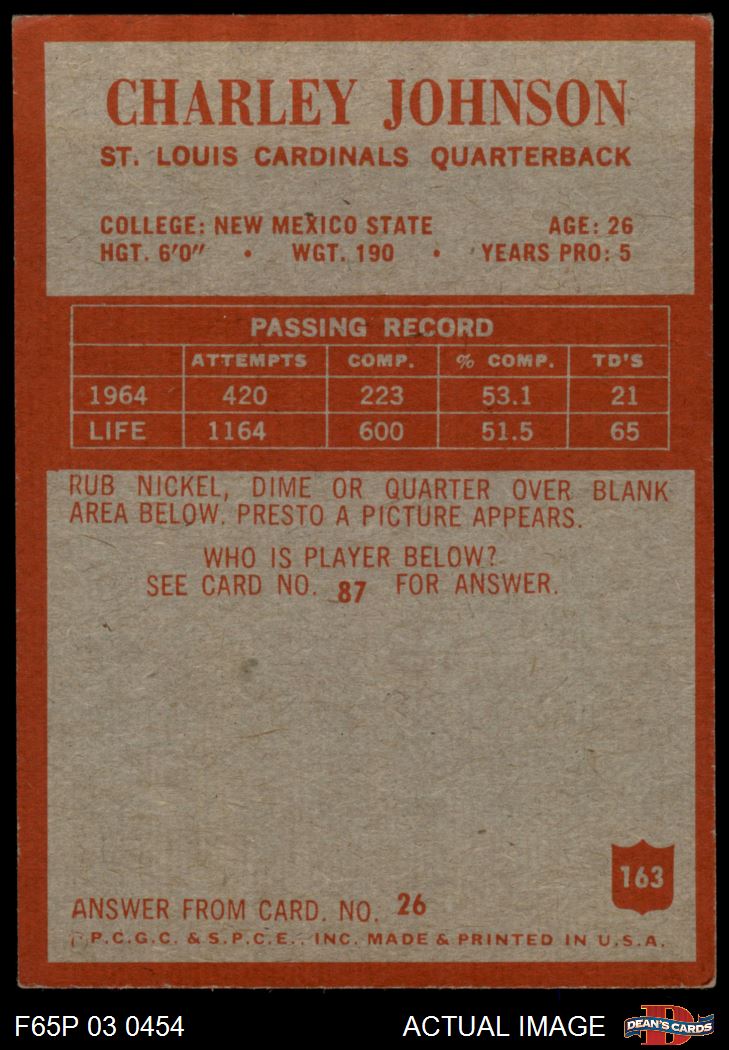 CHARLEY JOHNSON
ST. LOUIS CARDINALS QUARTERBACK
COLLEGE: NEW MEXICO STATE AGE: 26
HGT. 6'0" • WGT. 190 • YEARS PRO: 5
PASSING RECORD
ATTEMPTS COMP. % COMP. TD'S
1964 420 223 53.1 21
LIFE 1164 600 51.5 65
RUB NICKEL, DIME OR QUARTER OVER BLANK
AREA BELOW. PRESTO A PICTURE APPEARS.
WHO IS PLAYER BELOW?
SEE CARD NO. 87 FOR ANSWER.
163
ANSWER FROM CARD. NO. 26
P.C.G.C. & S.P.C.E., INC. MADE & PRINTED IN U.S.A.
F65P 03 0454 ACTUAL IMAGE D DEAN'S CARDS